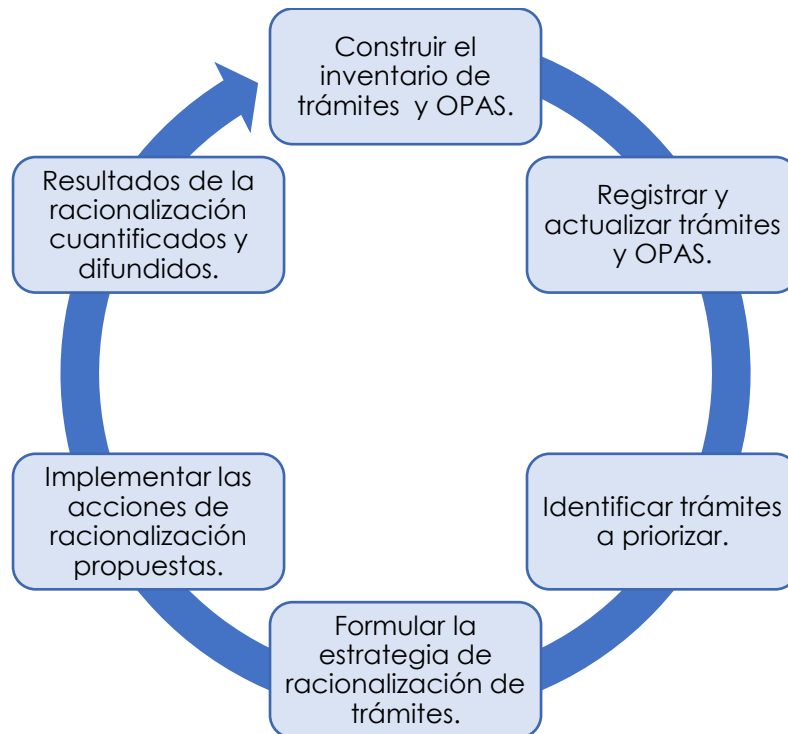 Construir el
inventario de
trámites y OPAS.
Registrar y
actualizar trámites
y OPAS.
Identificar trámites
a priorizar.
Formular la
estrategia de
racionalización de
trámites.
Implementar las
acciones de
racionalización
propuestas.
Resultados de la
racionalización
cuantificados y
difundidos.